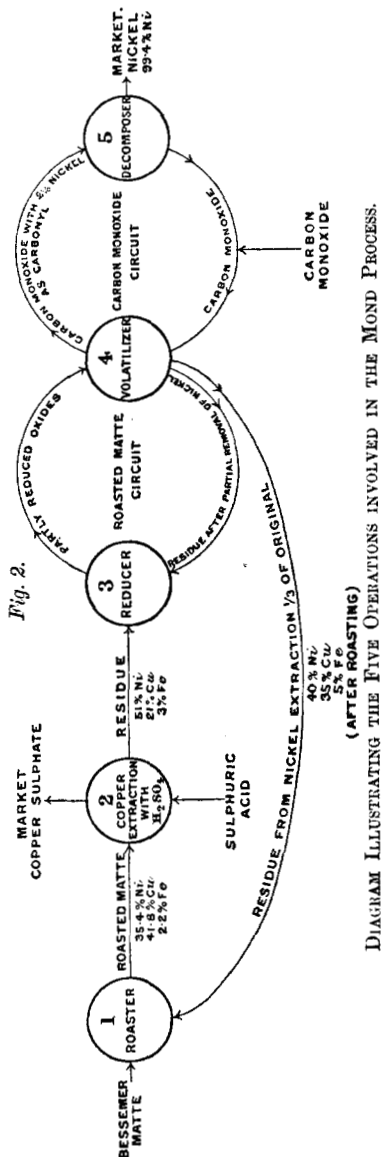 Fig. 2.
BESSEMER
MATTE
1
ROASTER
ROASTED MATTE
35.4% Ni
41.8% Cu
2.2% Fe
MARKET
COPPER SULPHATE
2
COPPER
EXTRACTION
WITH
H₂SO₄
SULPHURIC
ACID
RESIDUE
51% Ni
21% Cu
3% Fe
3
REDUCER
PARTLY REDUCED OXIDES
ROASTED MATTE
CIRCUIT
RESIDUE AFTER PARTIAL REMOVAL OF NICKEL
4
VOLATILIZER
CARBON MONOXIDE WITH NICKEL
AS CARBONYL
CARBON MONOXIDE
CIRCUIT
CARBON MONOXIDE
CARBON
MONOXIDE
5
DECOMPOSER
MARKET.
NICKEL
99.4% Ni
RESIDUE FROM NICKEL EXTRACTION 1/3 OF ORIGINAL
40% Ni
35% Cu
5% Fe
(AFTER ROASTING)
DIAGRAM ILLUSTRATING THE FIVE OPERATIONS INVOLVED IN THE MOND PROCESS.